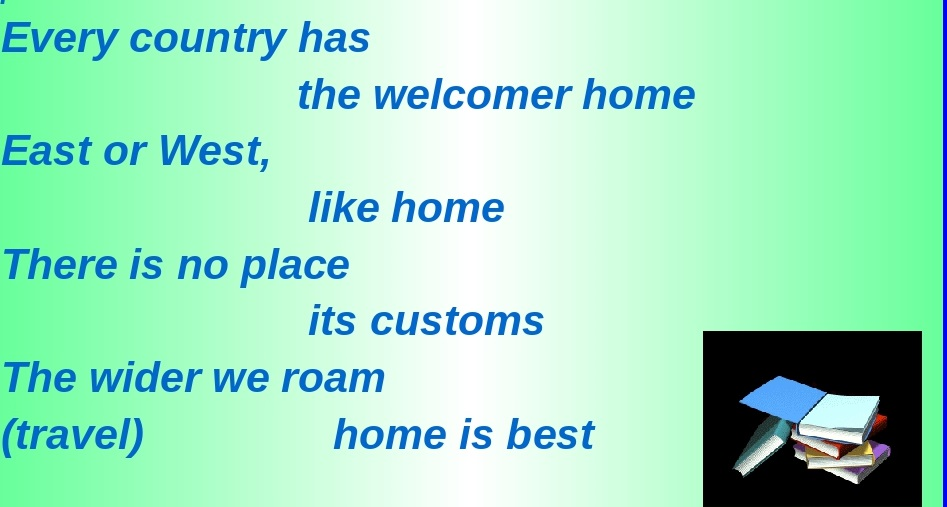 Every country has
the welcomer home
East or West,
like home
There is no place
its customs
The wider we roam
(travel) home is best